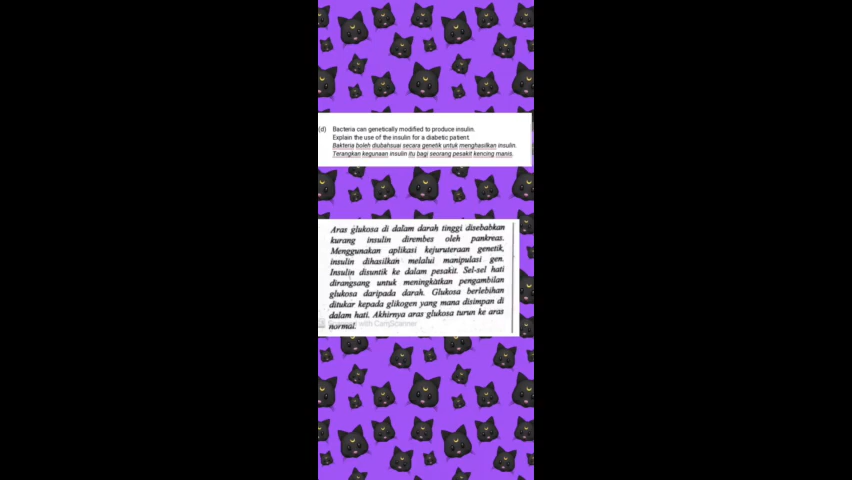 (d) Bacteria can genetically modified to produce insulin.
Explain the use of the insulin for a diabetic patient.
Bakteria boleh diubahsuai secara genetik untuk menghasilkan insulin.
Terangkan kegunaan insulin itu bagi seorang pesakit kencing manis.
Aras glukosa di dalam darah tinggi disebabkan
kurang insulin dirembes oleh pankreas.
Menggunakan aplikasi kejuruteraan genetik,
insulin dihasilkan melalui manipulasi gen.
Insulin disuntik ke dalam pesakit. Sel-sel hati
dirangsang untuk meningkatkan pengambilan
glukosa daripada darah. Glukosa berlebihan
ditukar kepada glikogen yang mana disimpan di
dalam hati. Akhirnya aras glukosa turun ke aras
normal.
with CamScanner